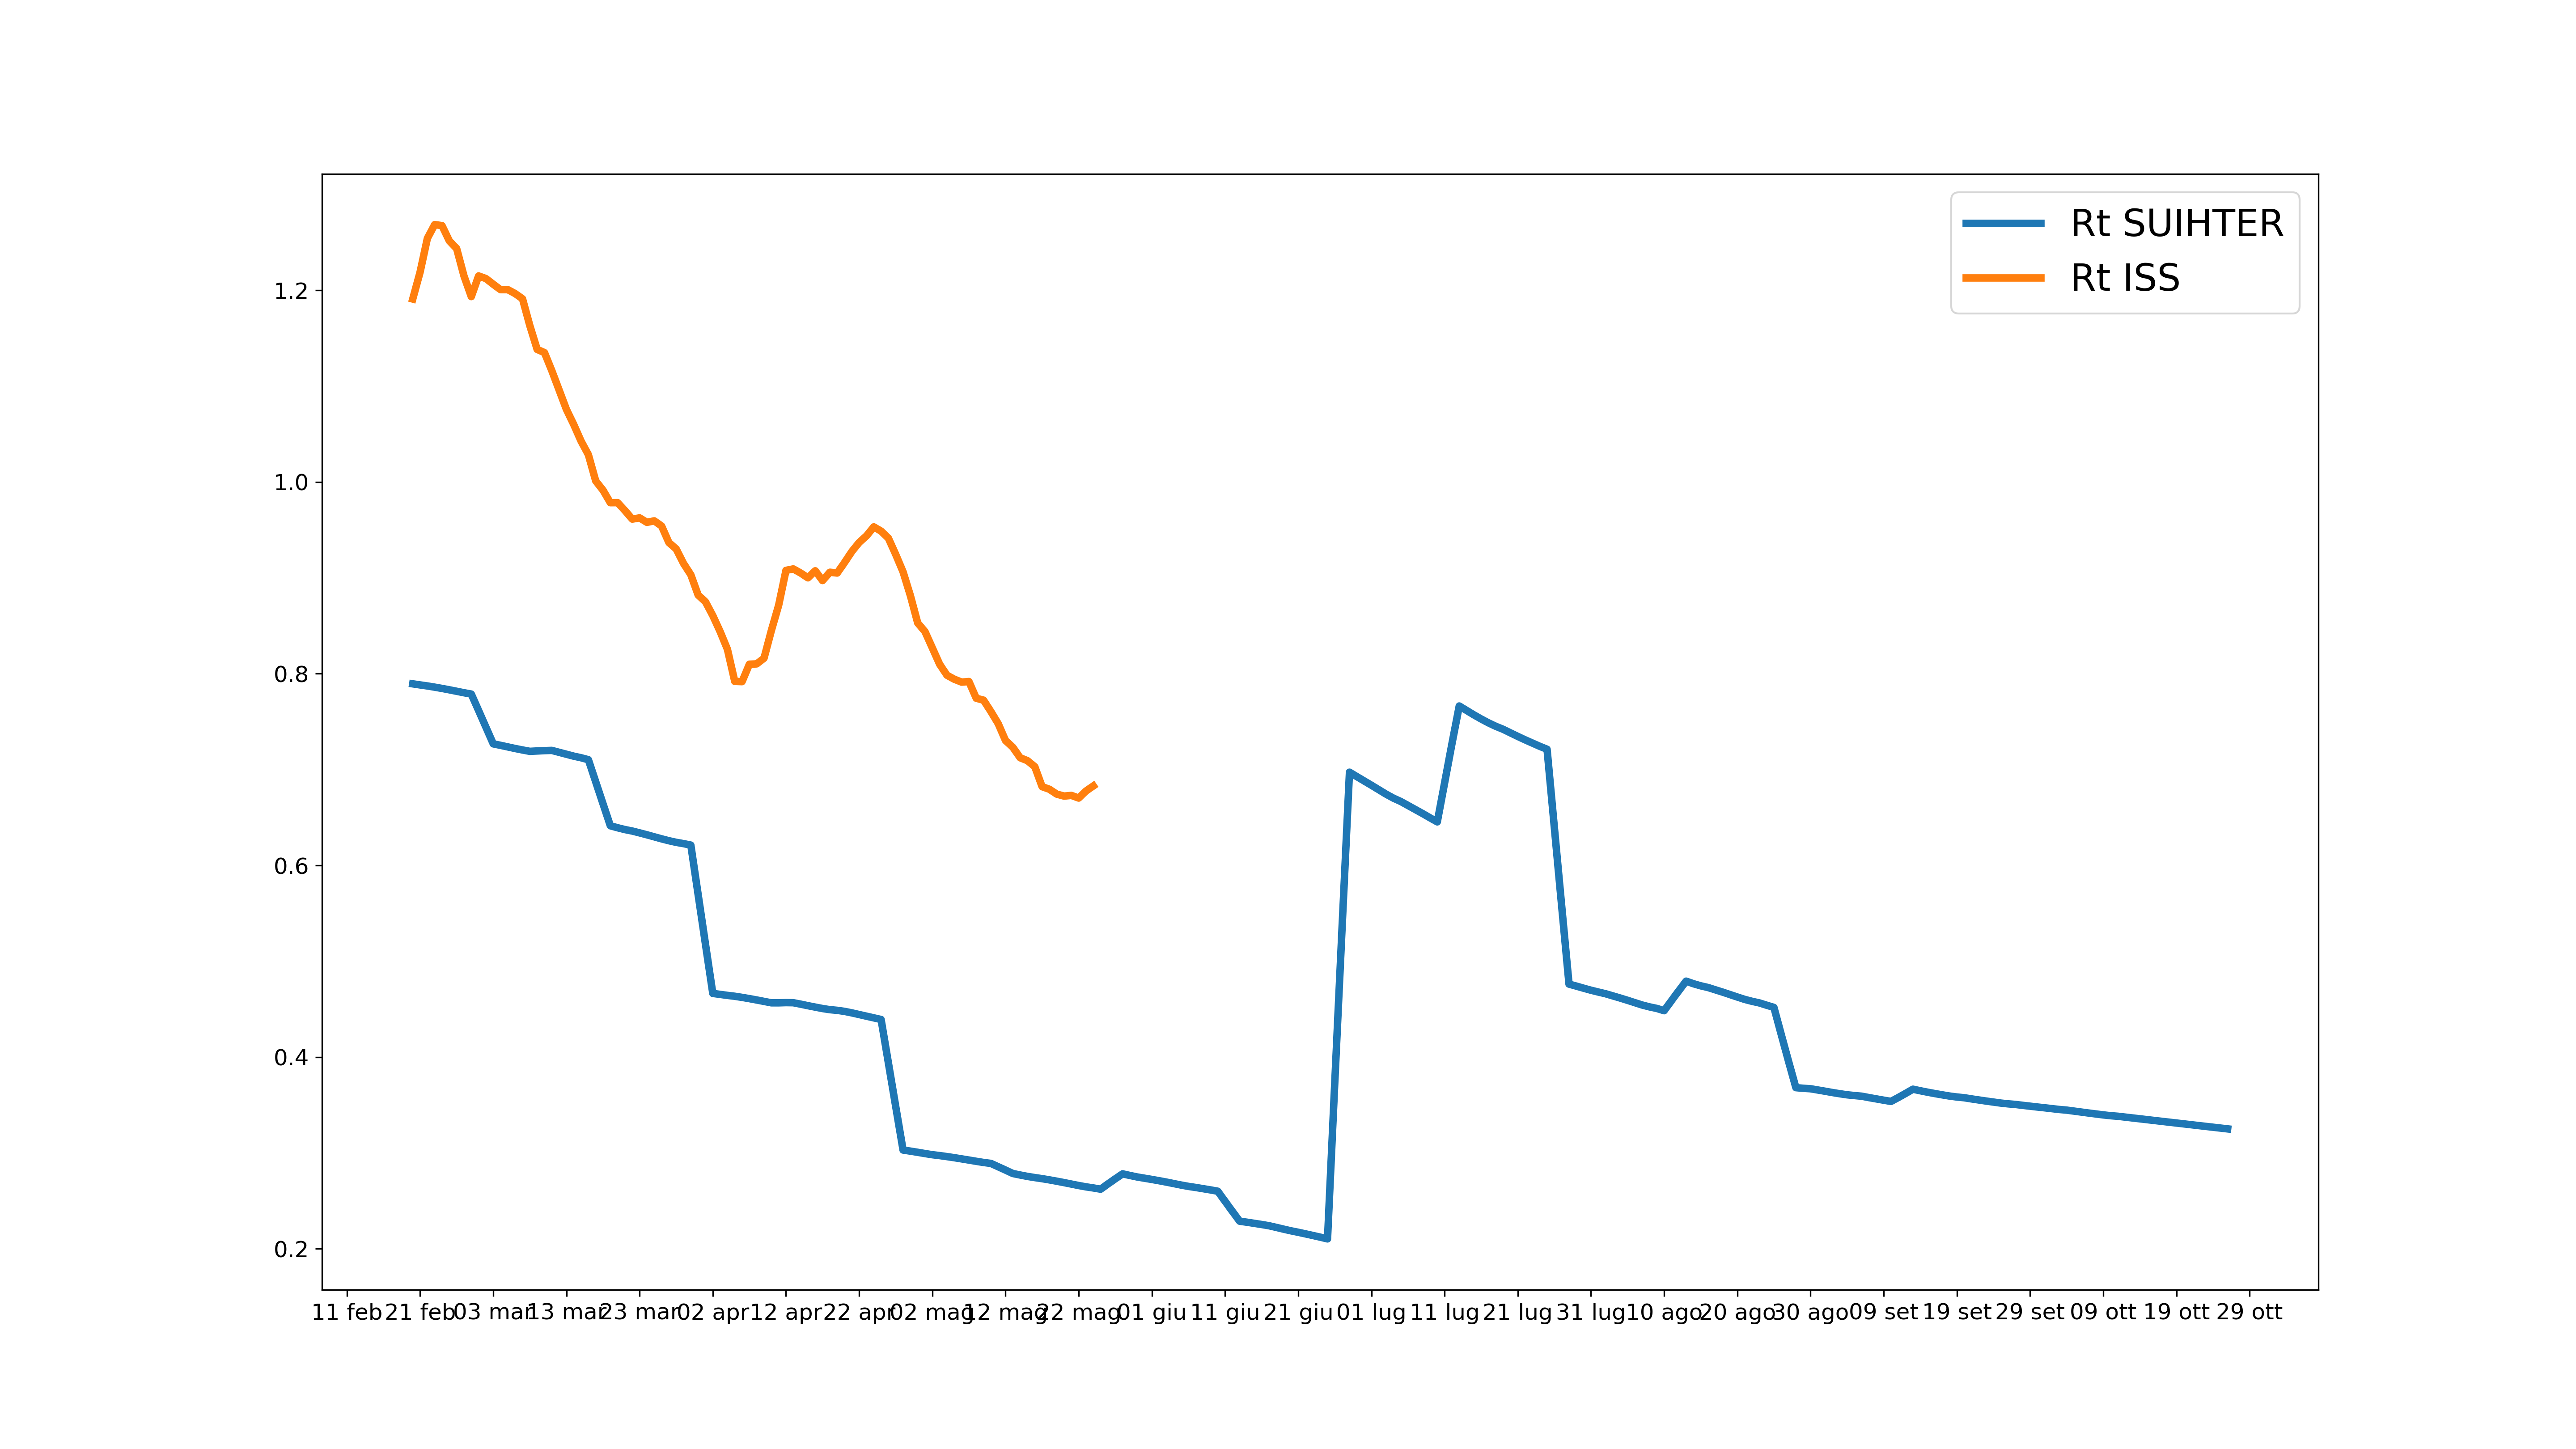 Rt SUIHTER
Rt ISS
1.2
1.0
0.8
0.6
0.4
0.2
11 feb 21 feb 03 mar 13 mar 23 mar 02 apr 12 apr 22 apr 02 mag 12 mag 22 mag 01 giu 11 giu 21 giu 01 lug 11 lug 21 lug 31 lug 10 ago 20 ago 30 ago 09 set 19 set 29 set 09 ott 19 ott 29 ott